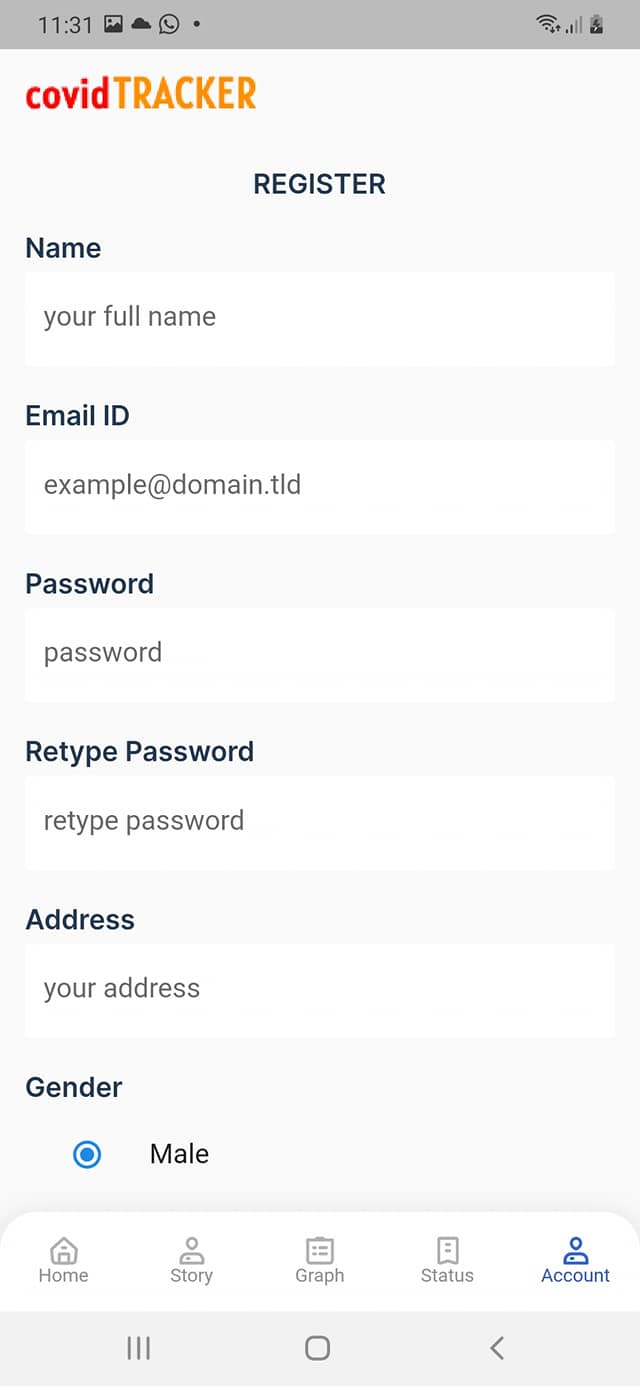 11:31
covidTRACKER
REGISTER
Name
your full name
Email ID
example@domain.tld
Password
password
Retype Password
retype password
Address
your address
Gender
Male
Home Story Graph Status Account